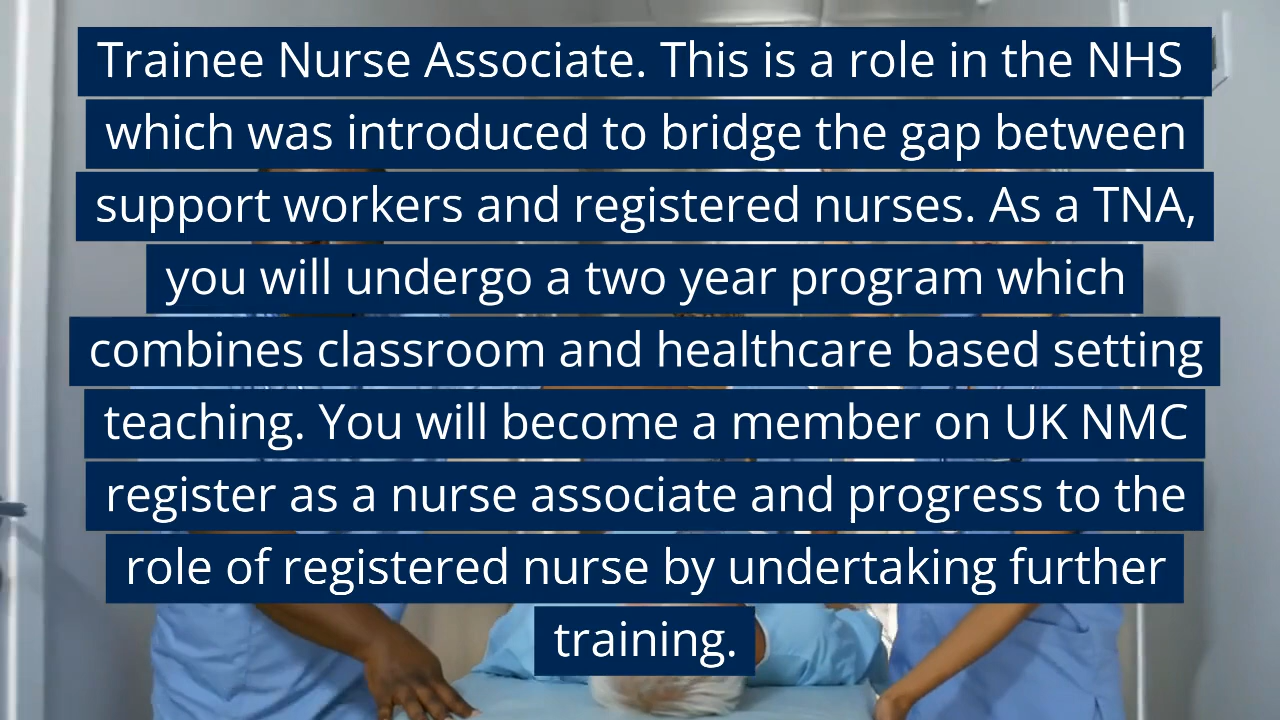 Trainee Nurse Associate. This is a role in the NHS
which was introduced to bridge the gap between
support workers and registered nurses. As a TNA,
you will undergo a two year program which
combines classroom and healthcare based setting
teaching. You will become a member on UK NMC
register as a nurse associate and progress to the
role of registered nurse by undertaking further
training.